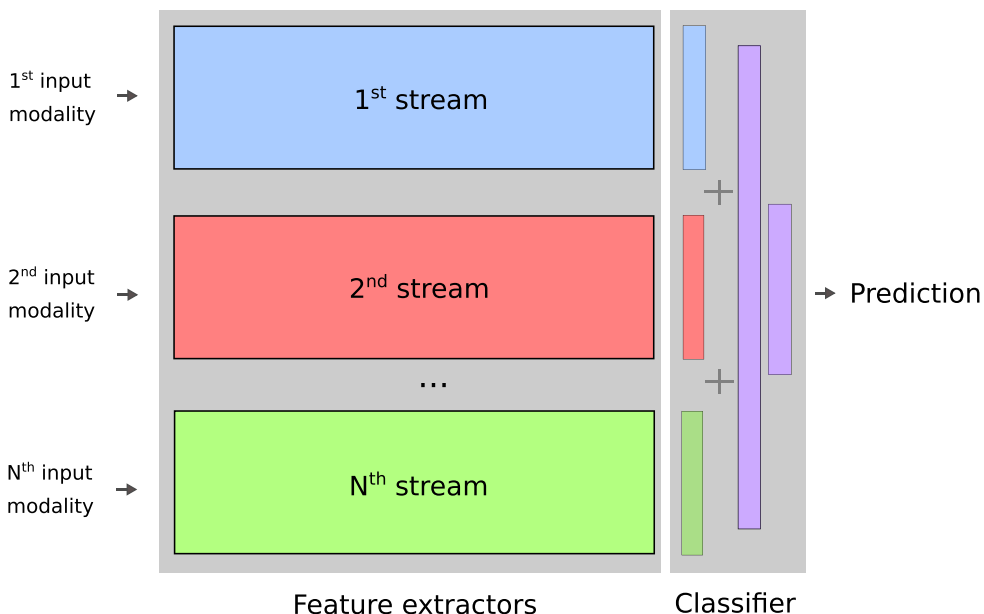 1st input
modality
1st stream
2nd input
modality
2nd stream
Prediction
...
Nth input
modality
Nth stream
Feature extractors
Classifier